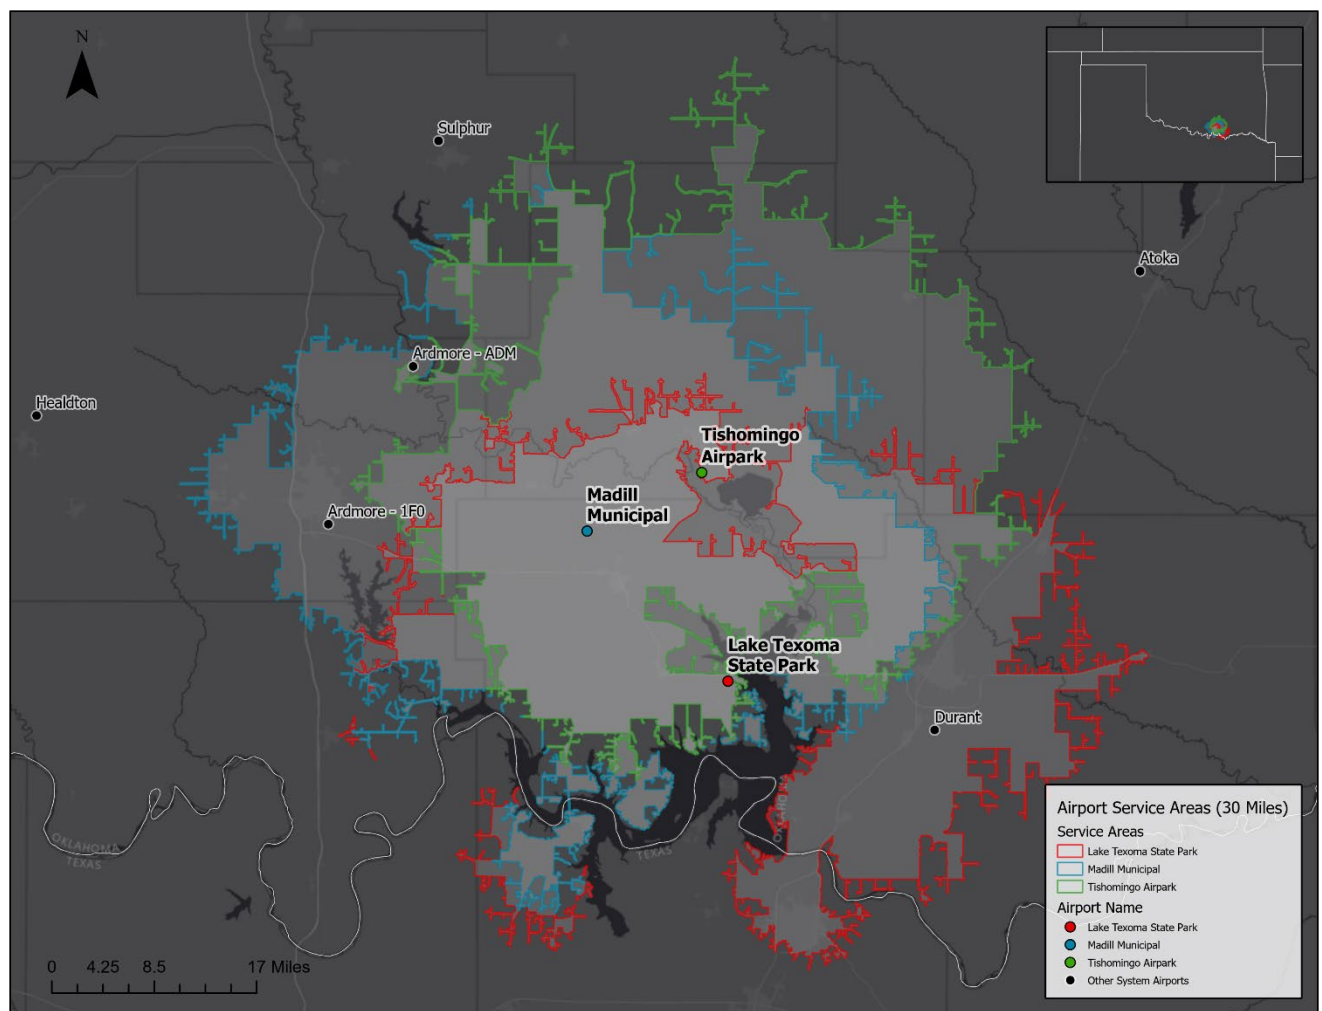 N
Sulphur
Atoka
Ardmore - ADM
Healdton
Tishomingo
Airpark
Madill
Municipal
Ardmore - 1F0
Lake Texoma
State Park
Durant
OKLAHOMA
TEXAS
TEXAS
0 4.25 8.5 17 Miles
Airport Service Areas (30 Miles)
Service Areas
Lake Texoma State Park
Madill Municipal
Tishomingo Airpark
Airport Name
Lake Texoma State Park
Madill Municipal
Tishomingo Airpark
Other System Airports